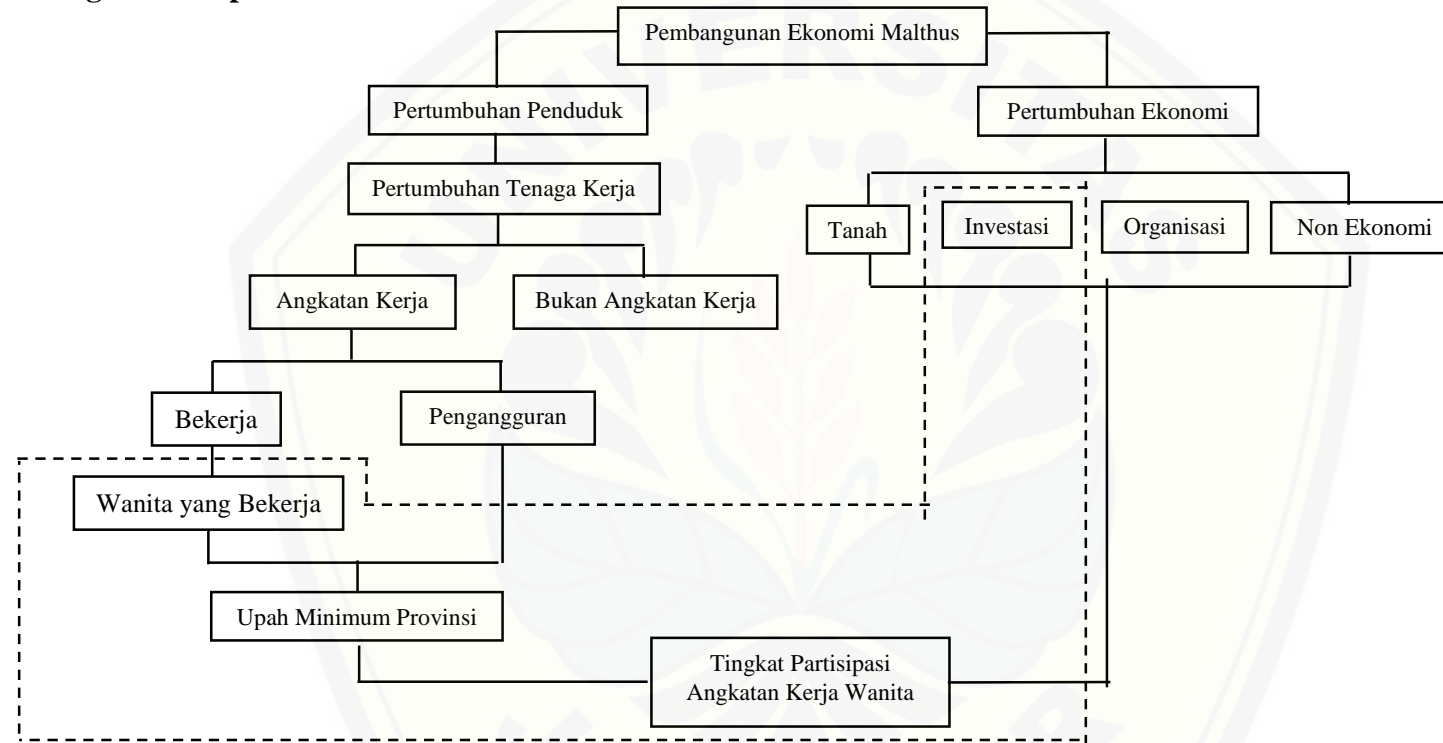 Pembangunan Ekonomi Malthus
Pertumbuhan Penduduk
Pertumbuhan Ekonomi
Pertumbuhan Tenaga Kerja
Tanah
Investasi
Organisasi
Non Ekonomi
Angkatan Kerja
Bukan Angkatan Kerja
Bekerja
Pengangguran
Wanita yang Bekerja
Upah Minimum Provinsi
Tingkat Partisipasi
Angkatan Kerja Wanita
UNIVERSITAS